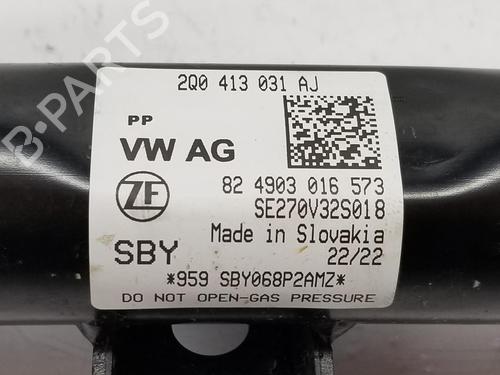 2Q0 413 031 AJ
PP
VW AG
ZF
82 4903 016 573
SE270V32S018
Made in Slovakia
SBY
22/22
*959 SBY068P2AMZ*
DO NOT OPEN-GAS PRESSURE